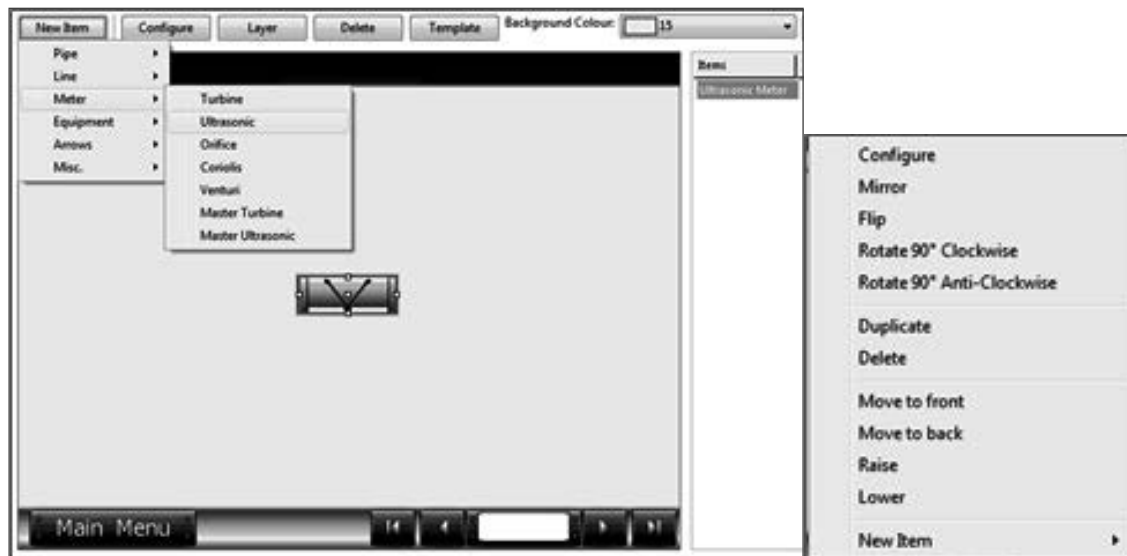 New Item Configure Layer Delete Template Background Colour: 15
Pipe
Line
Meter
Equipment
Arrows
Misc.
Turbine
Ultrasonic
Orifice
Coriolis
Venturi
Master Turbine
Master Ultrasonic
Items
Ultrasonic Meter
Main Menu
Configure
Mirror
Flip
Rotate 90° Clockwise
Rotate 90° Anti-Clockwise
Duplicate
Delete
Move to front
Move to back
Raise
Lower
New Item